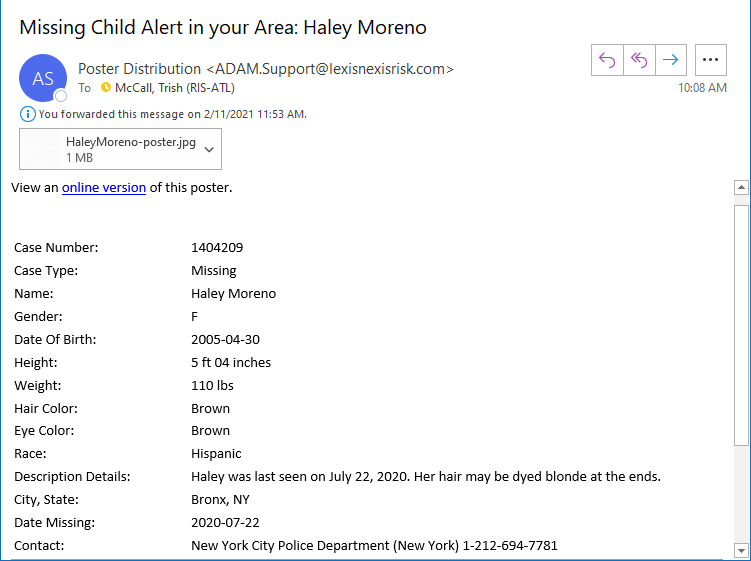 Missing Child Alert in your Area: Haley Moreno
AS
Poster Distribution <ADAM.Support@lexisnexisrisk.com>
To McCall, Trish (RIS-ATL)
10:08 AM
You forwarded this message on 2/11/2021 11:53 AM.
HaleyMoreno-poster.jpg
1 MB
View an online version of this poster.
Case Number: 1404209
Case Type: Missing
Name: Haley Moreno
Gender: F
Date Of Birth: 2005-04-30
Height: 5 ft 04 inches
Weight: 110 lbs
Hair Color: Brown
Eye Color: Brown
Race: Hispanic
Description Details: Haley was last seen on July 22, 2020. Her hair may be dyed blonde at the ends.
City, State: Bronx, NY
Date Missing: 2020-07-22
Contact: New York City Police Department (New York) 1-212-694-7781